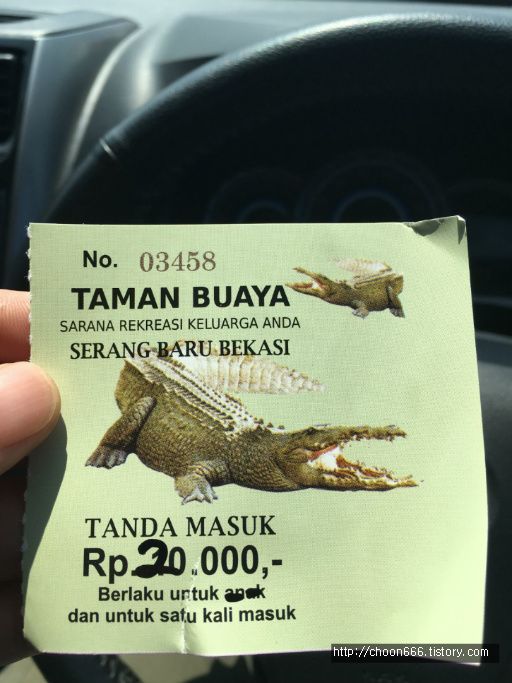 No. 03458
TAMAN BUAYA
SARANA REKREASI KELUARGA ANDA
SERANG BARU BEKASI
TANDA MASUK
Rp.20.000,-
Berlaku untuk
dan untuk satu kali masuk
http://choon666.tistory.com